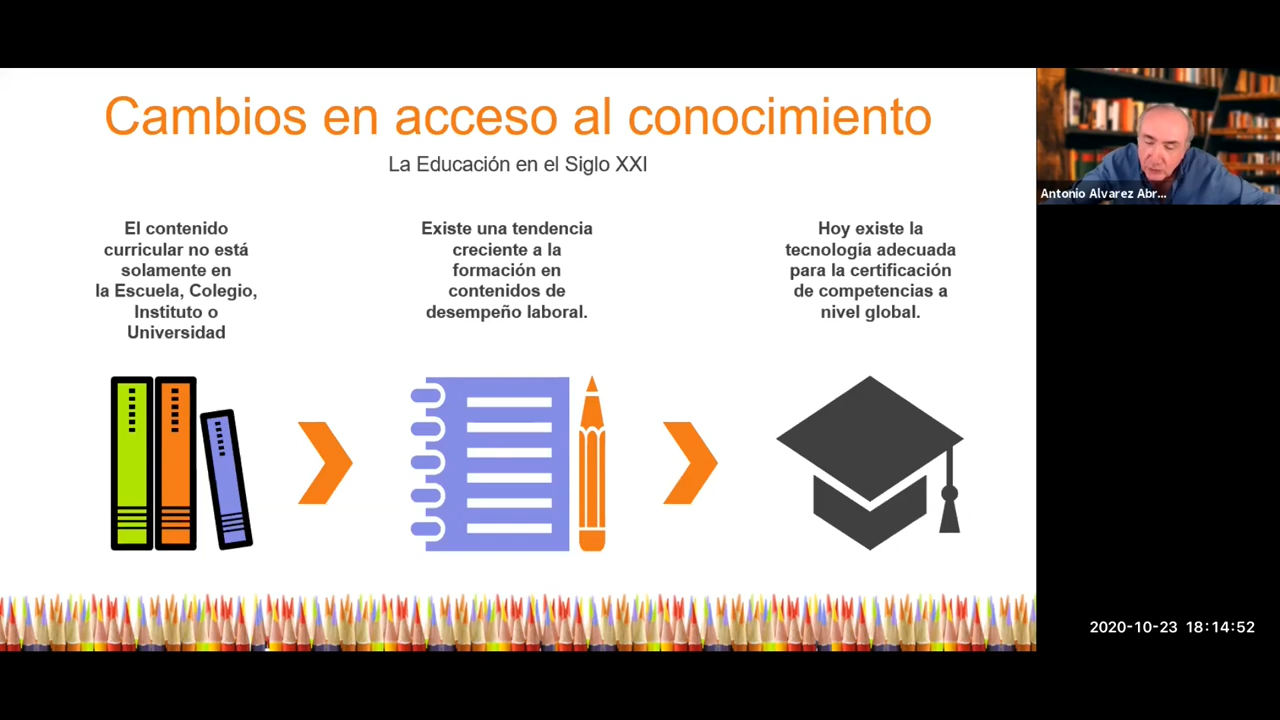 Cambios en acceso al conocimiento
La Educación en el Siglo XXI
El contenido
curricular no está
solamente en
la Escuela, Colegio,
Instituto o
Universidad
Existe una tendencia
creciente a la
formación en
contenidos de
desempeño laboral.
Hoy existe la
tecnología adecuada
para la certificación
de competencias a
nivel global.
Antonio Alvarez Abr...
2020-10-23 18:14:52